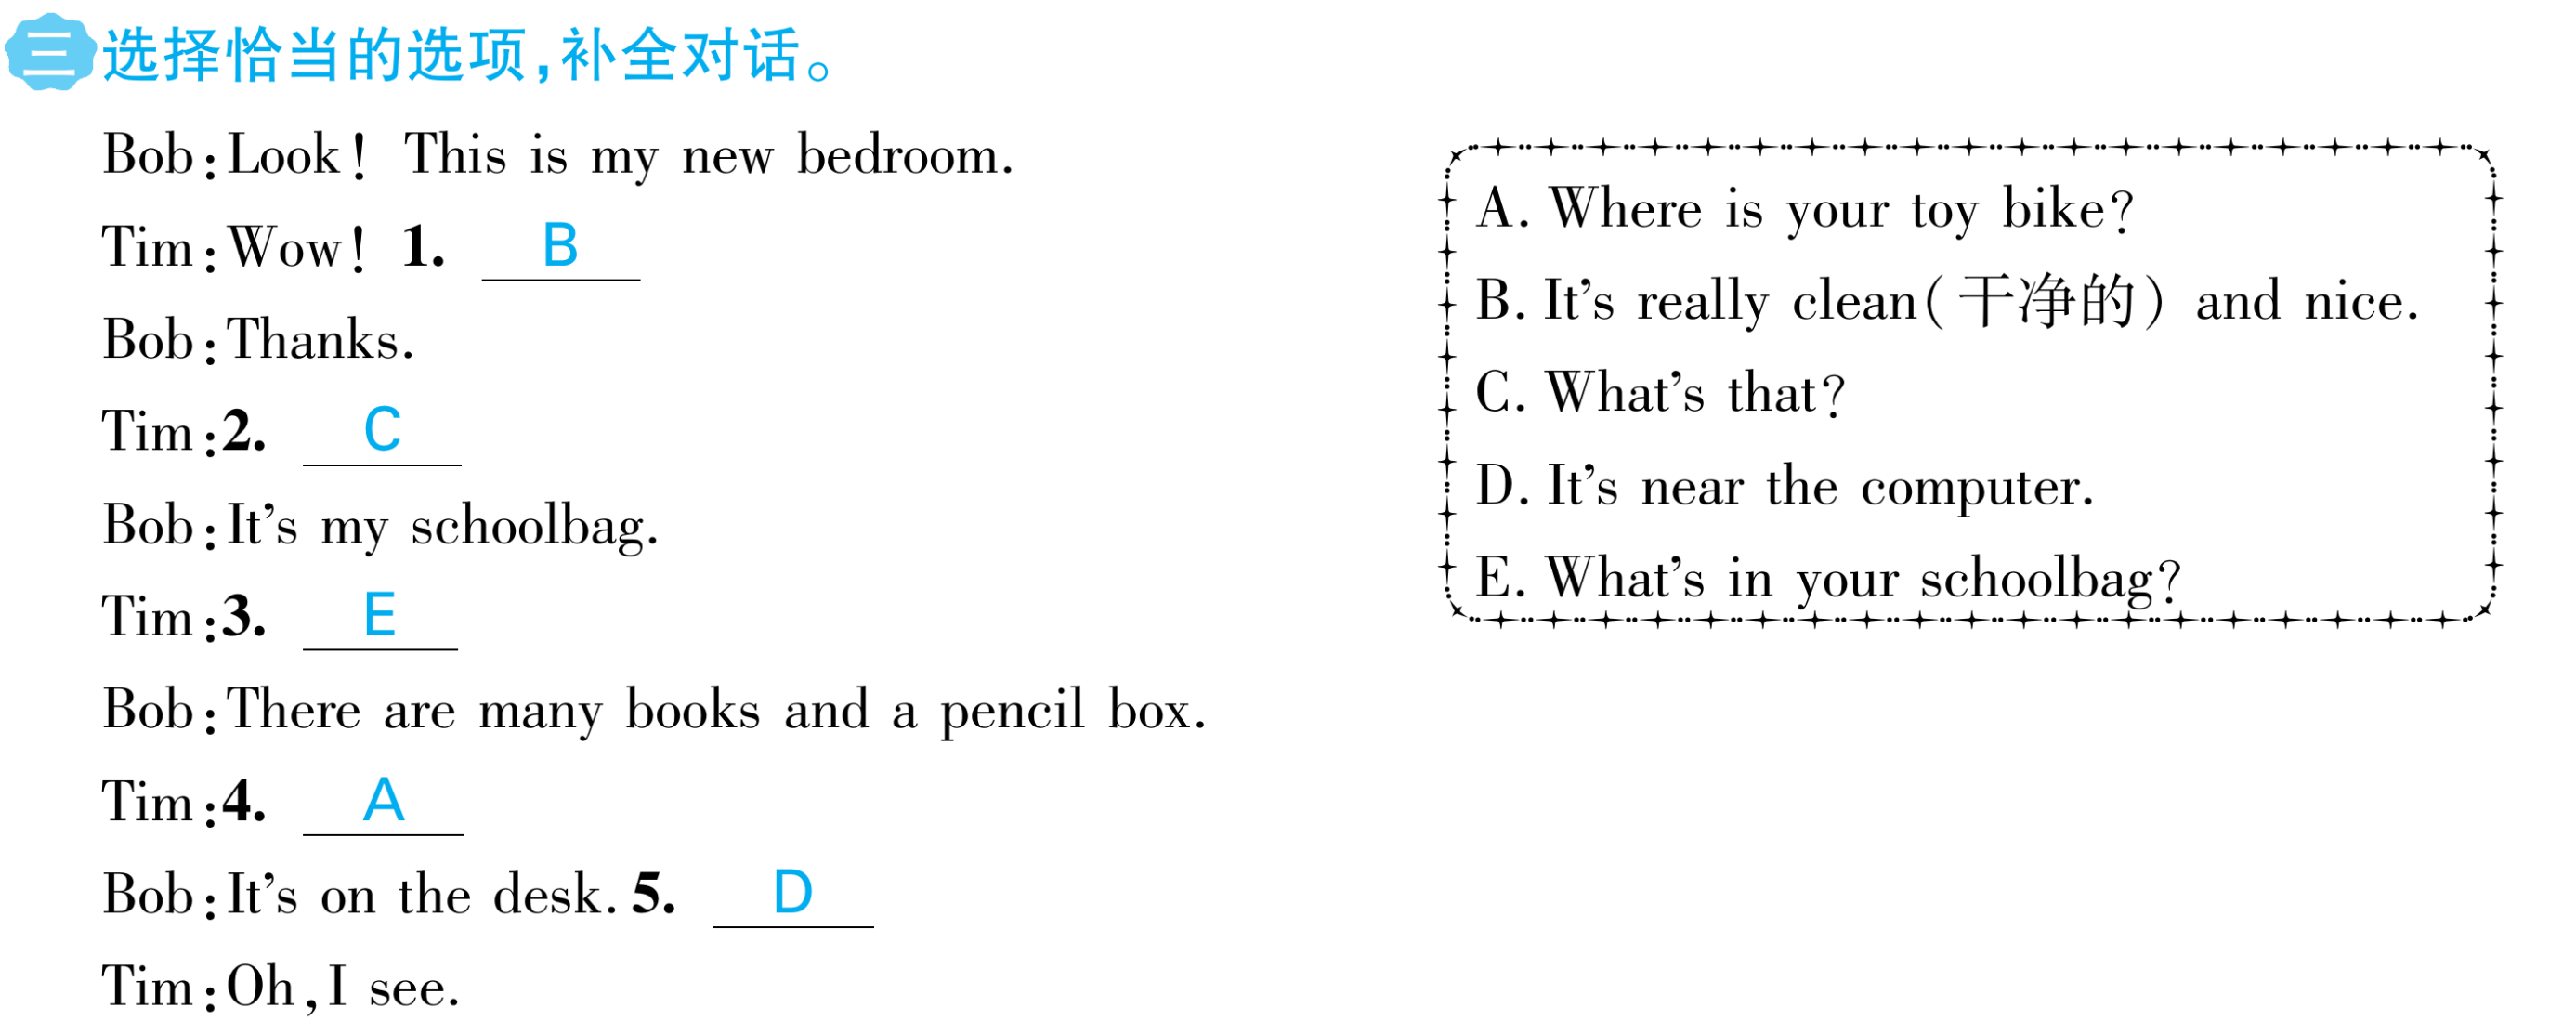 三 选择恰当的选项,补全对话。
Bob:Look! This is my new bedroom.
Tim:Wow! 1. B
Bob:Thanks.
Tim:2. C
Bob:It's my schoolbag.
Tim:3. E
Bob:There are many books and a pencil box.
Tim:4. A
Bob:It's on the desk. 5. D
Tim:Oh,I see.
A. Where is your toy bike?
B. It's really clean(干净的) and nice.
C. What's that?
D. It's near the computer.
E. What's in your schoolbag?